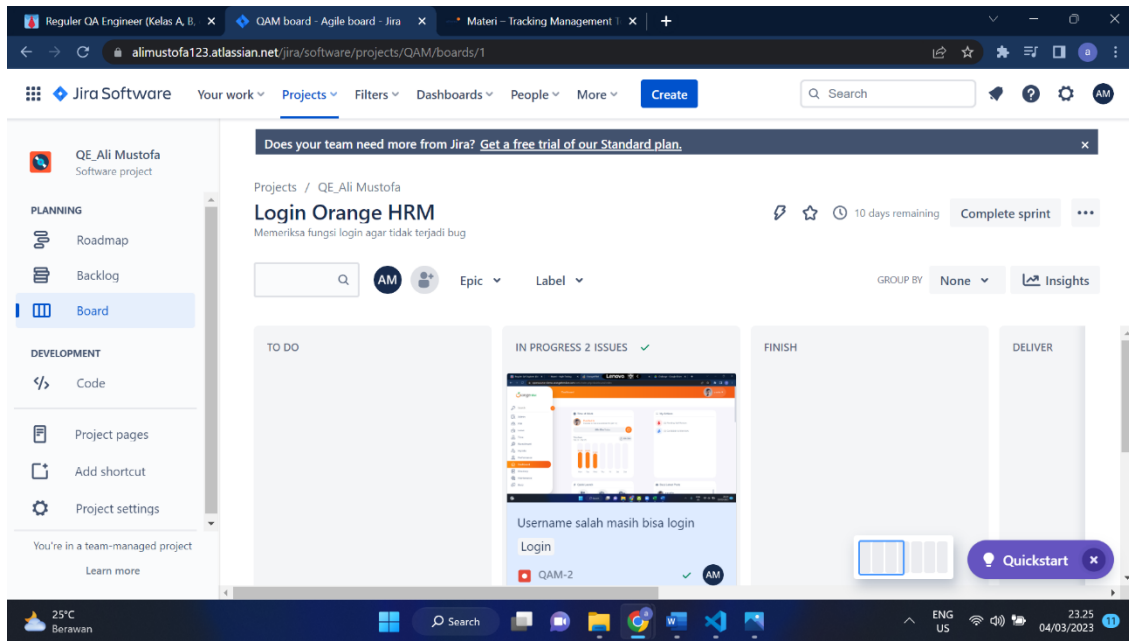 Reguler QA Engineer (Kelas A, B,
QAM board - Agile board - Jira
Materi – Tracking Management T
alimustofa123.atlassian.net/jira/software/projects/QAM/boards/1
a
Jira Software
Your work
Projects
Filters
Dashboards
People
More
Create
Search
AM
QE_Ali Mustofa
Software project
PLANNING
Roadmap
Backlog
Board
DEVELOPMENT
Code
Project pages
Add shortcut
Project settings
You're in a team-managed project
Learn more
Does your team need more from Jira? Get a free trial of our Standard plan.
Projects / QE_Ali Mustofa
Login Orange HRM
Memeriksa fungsi login agar tidak terjadi bug
10 days remaining
Complete sprint
AM
Epic
Label
GROUP BY
None
Insights
TO DO
IN PROGRESS 2 ISSUES
FINISH
DELIVER
Lenovo
Username salah masih bisa login
Login
QAM-2
AM
Quickstart
25°C
Berawan
Search
ENG
US
23.25
04/03/2023
11